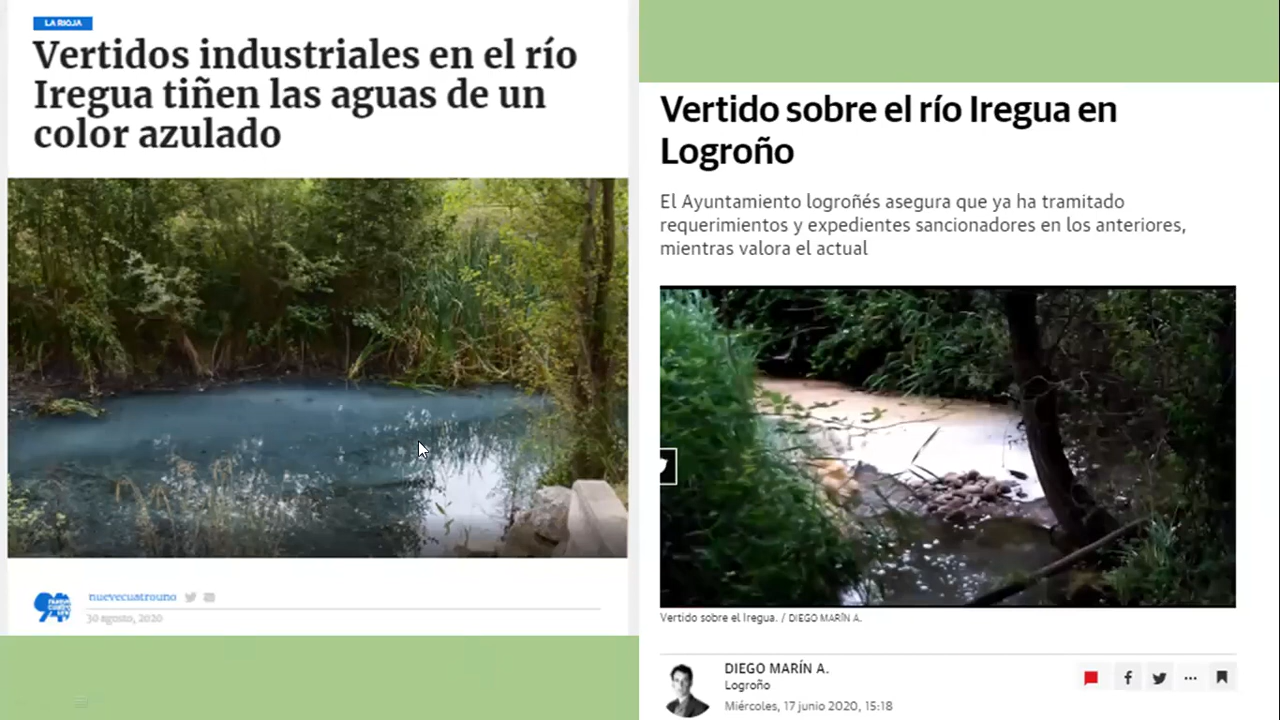 LA RIOJA
Vertidos industriales en el río
Iregua tiñen las aguas de un
color azulado
nuevecuatrouno
30 agosto, 2020
Vertido sobre el río Iregua en
Logroño
El Ayuntamiento logroñés asegura que ya ha tramitado
requerimientos y expedientes sancionadores en los anteriores,
mientras valora el actual
Vertido sobre el Iregua. / DIEGO MARÍN A.
DIEGO MARÍN A.
Logroño
Miércoles, 17 junio 2020, 15:18